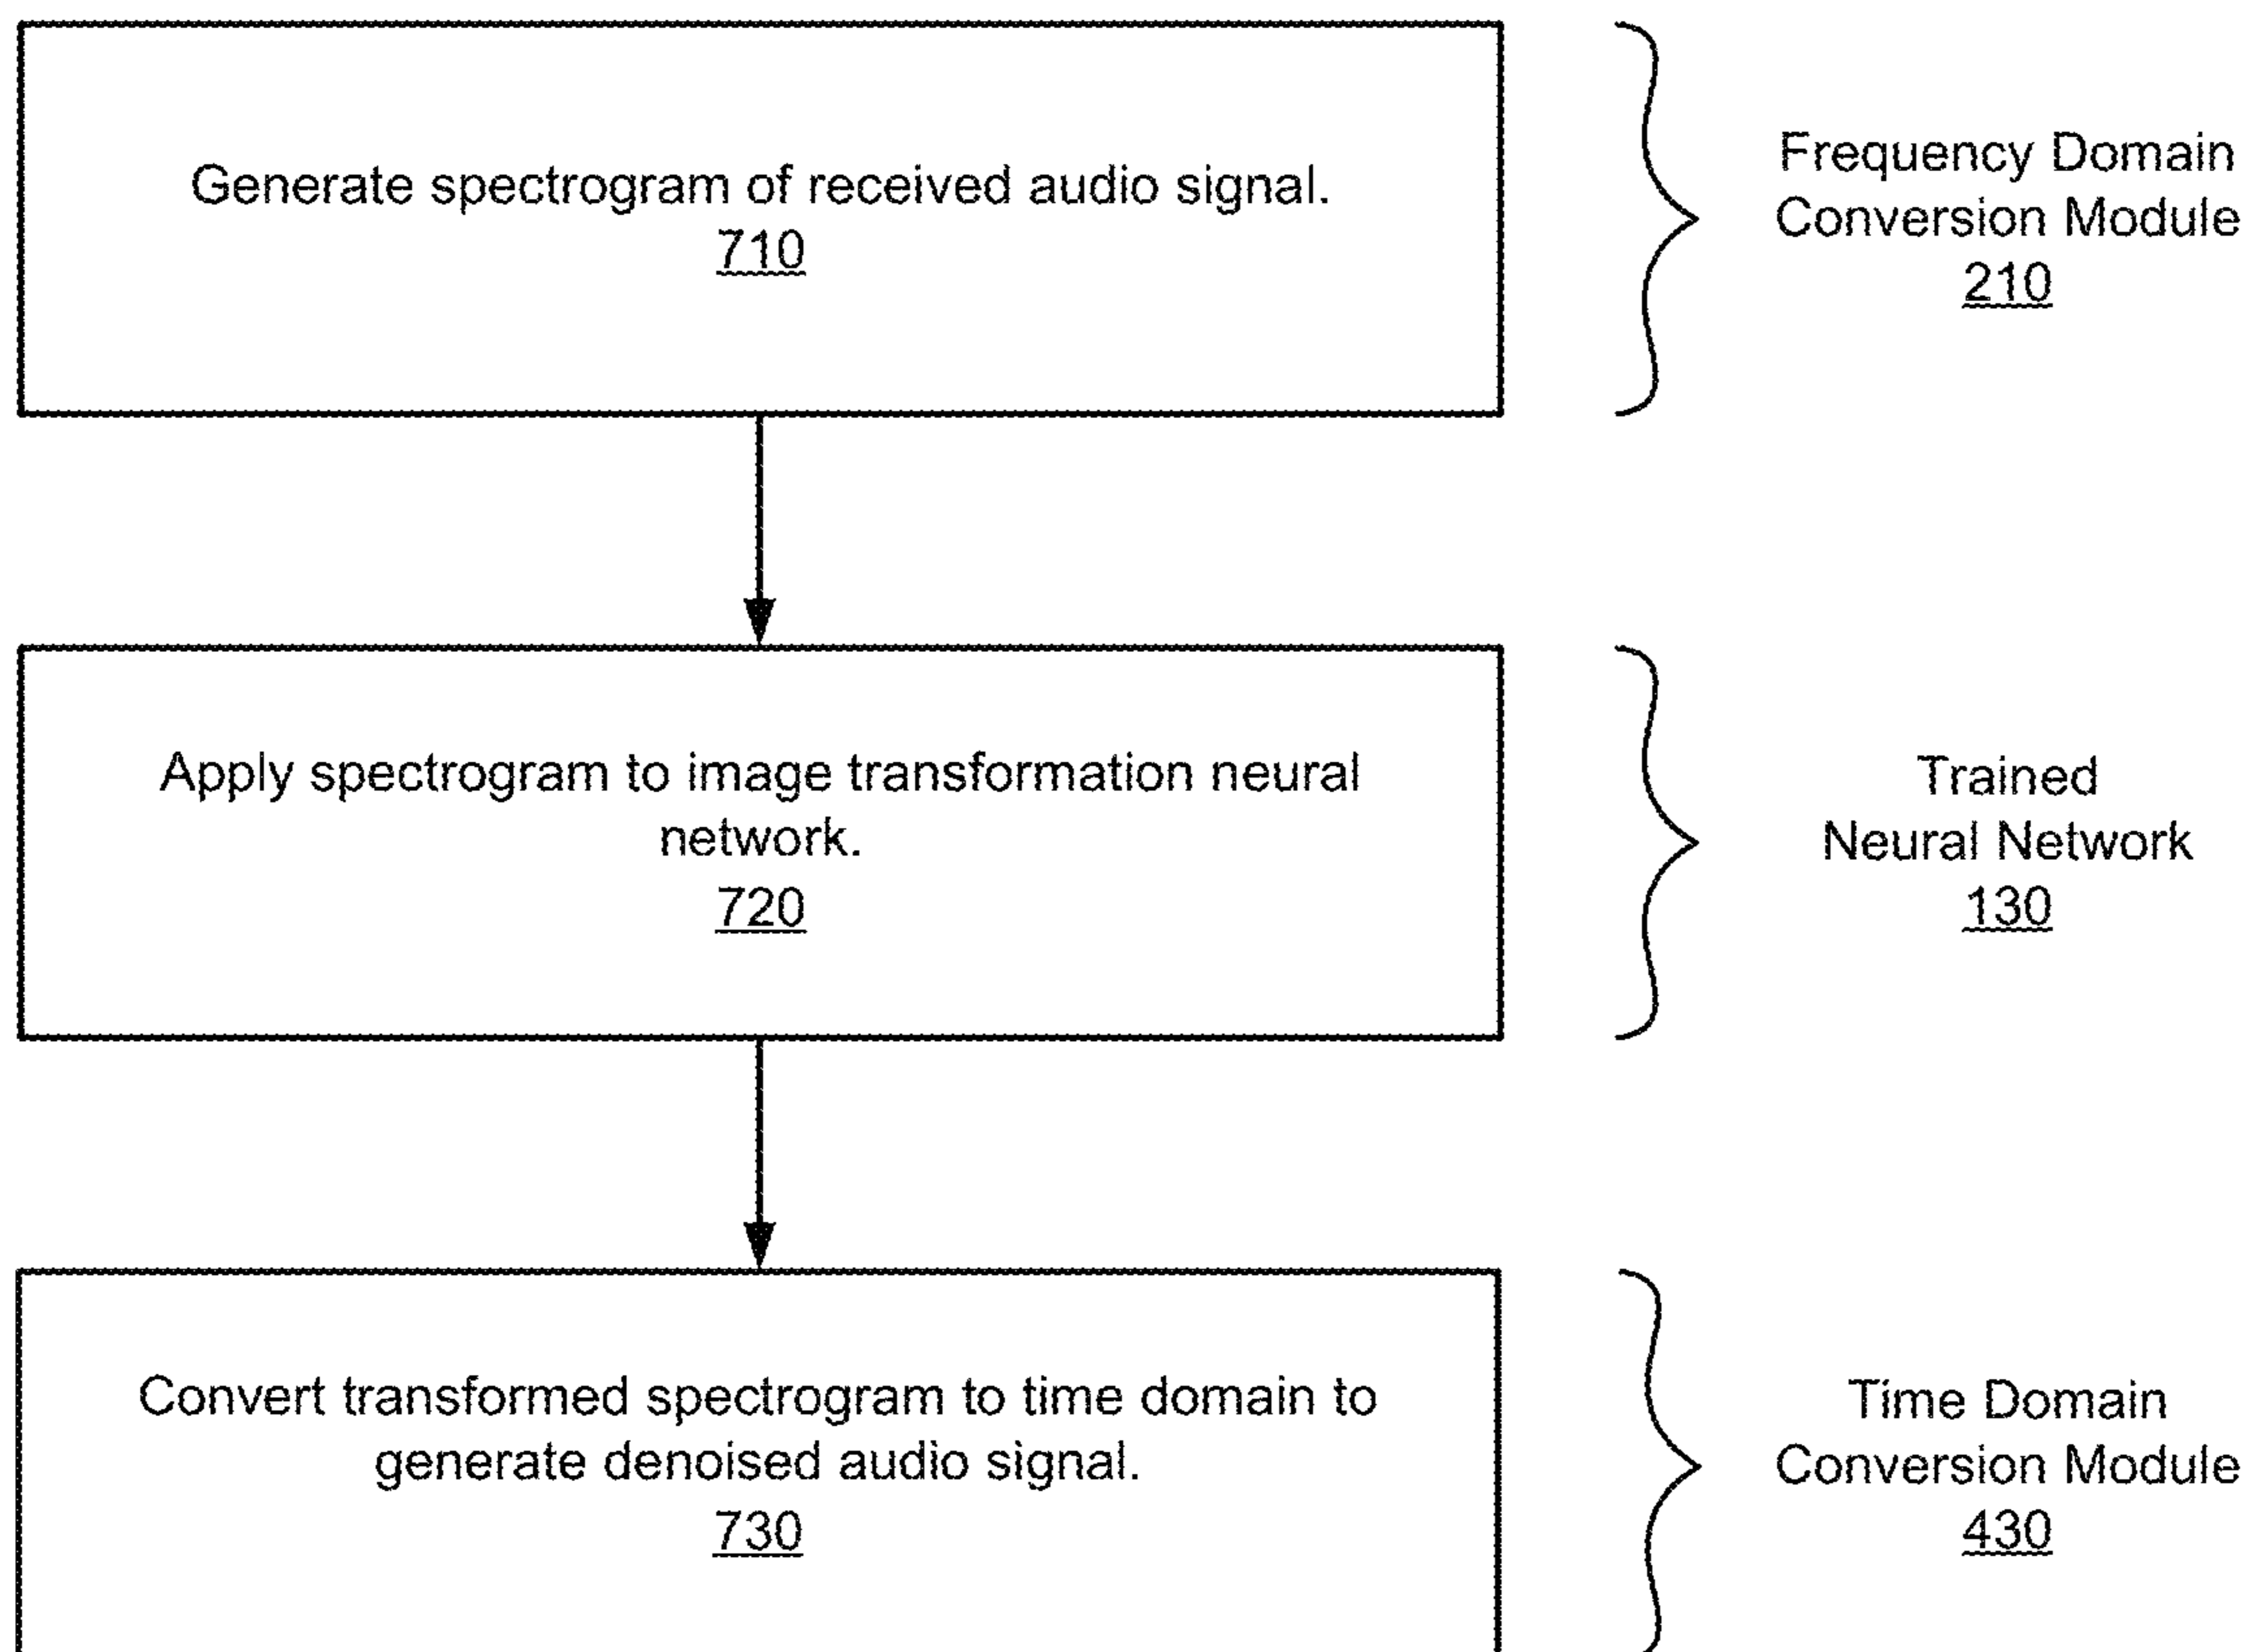 Generate spectrogram of received audio signal.
710
Frequency Domain
Conversion Module
210
Apply spectrogram to image transformation neural
network.
720
Trained
Neural Network
130
Convert transformed spectrogram to time domain to
generate denoised audio signal.
730
Time Domain
Conversion Module
430